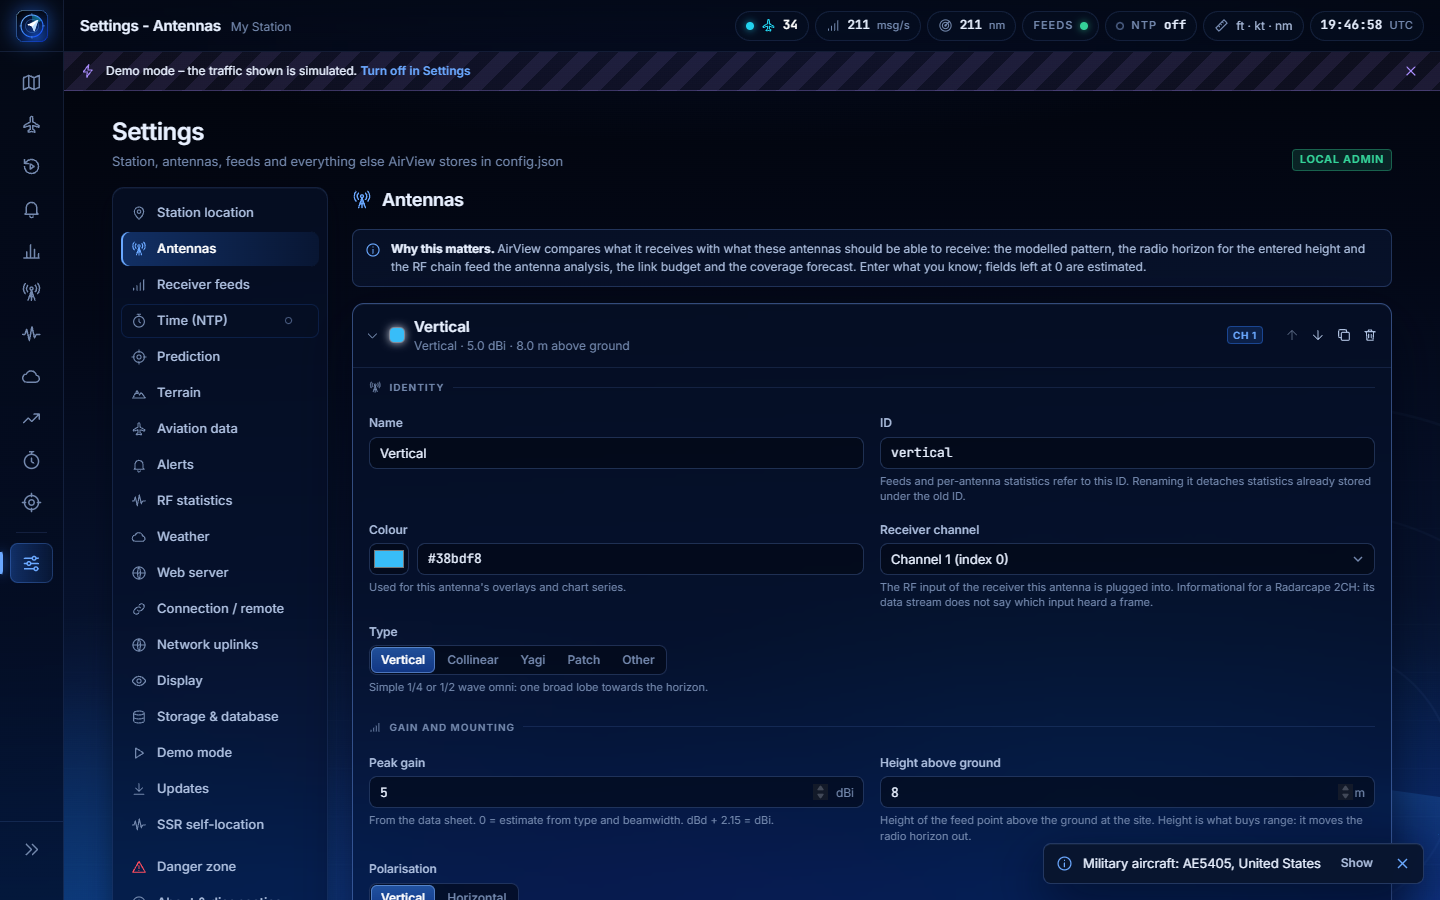 Settings - Antennas My Station
34
211 msg/s
211 nm
FEEDS
NTP off
ft · kt · nm
19:46:58 UTC
Demo mode – the traffic shown is simulated. Turn off in Settings
Settings
Station, antennas, feeds and everything else AirView stores in config.json
LOCAL ADMIN
Station location
Antennas
Receiver feeds
Time (NTP)
Prediction
Terrain
Aviation data
Alerts
RF statistics
Weather
Web server
Connection / remote
Network uplinks
Display
Storage & database
Demo mode
Updates
SSR self-location
Danger zone
Antennas
Why this matters. AirView compares what it receives with what these antennas should be able to receive: the modelled pattern, the radio horizon for the entered height and
the RF chain feed the antenna analysis, the link budget and the coverage forecast. Enter what you know; fields left at 0 are estimated.
Vertical
Vertical · 5.0 dBi · 8.0 m above ground
CH 1
IDENTITY
Name
Vertical
ID
vertical
Feeds and per-antenna statistics refer to this ID. Renaming it detaches statistics already stored
under the old ID.
Colour
#38bdf8
Used for this antenna's overlays and chart series.
Receiver channel
Channel 1 (index 0)
The RF input of the receiver this antenna is plugged into. Informational for a Radarcape 2CH: its
data stream does not say which input heard a frame.
Type
Vertical Collinear Yagi Patch Other
Simple 1/4 or 1/2 wave omni: one broad lobe towards the horizon.
GAIN AND MOUNTING
Peak gain
5 dBi
From the data sheet. 0 = estimate from type and beamwidth. dBd + 2.15 = dBi.
Height above ground
8 m
Height of the feed point above the ground at the site. Height is what buys range: it moves the
radio horizon out.
Polarisation
Vertical Horizontal
Military aircraft: AE5405, United States Show